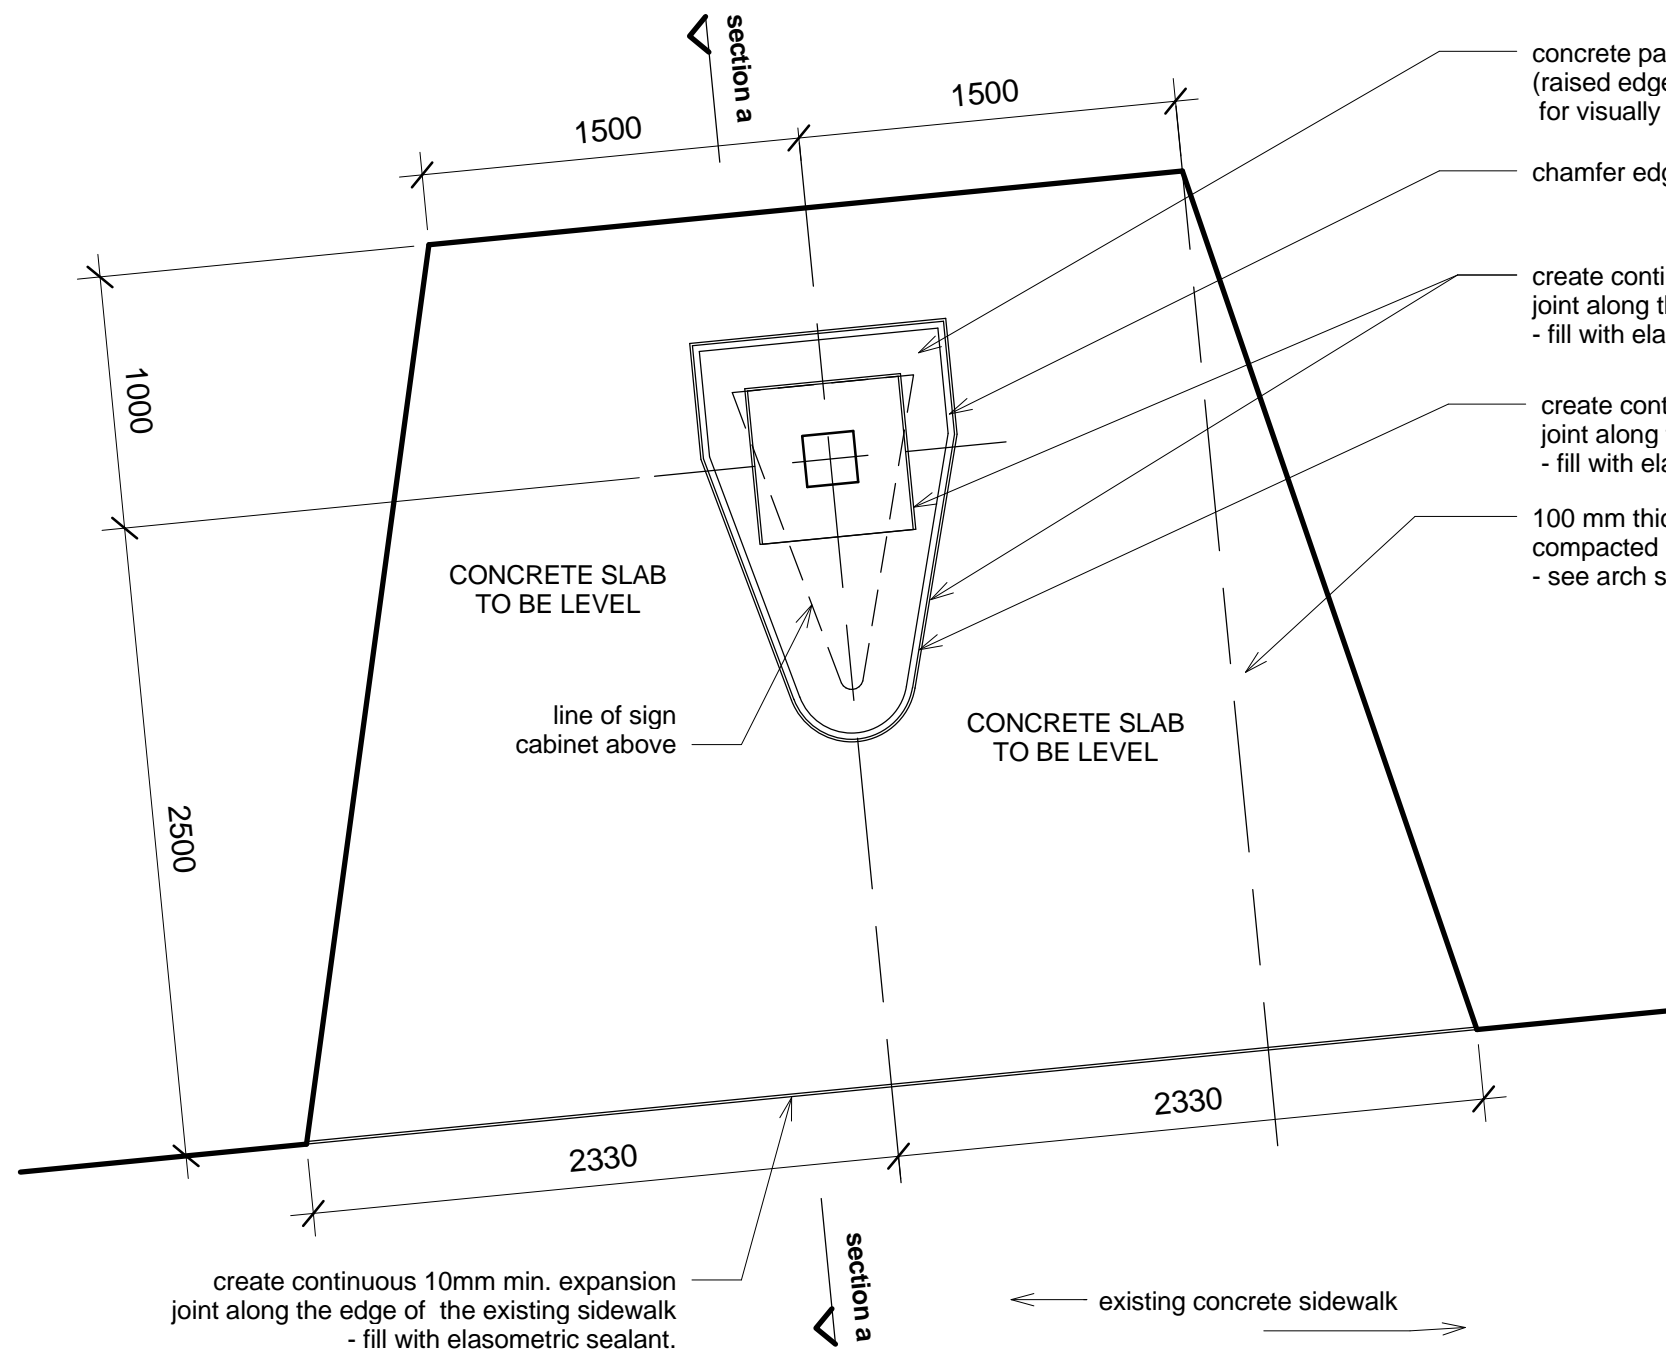 section a
1500
1500
concrete pa
(raised edge
for visually
chamfer edg
create conti
joint along th
- fill with ela
1000
create cont
joint along
- fill with ela
100 mm thic
compacted
- see arch s
CONCRETE SLAB
TO BE LEVEL
line of sign
cabinet above
CONCRETE SLAB
TO BE LEVEL
2500
2330
2330
section a
create continuous 10mm min. expansion
joint along the edge of the existing sidewalk
- fill with elasometric sealant.
existing concrete sidewalk